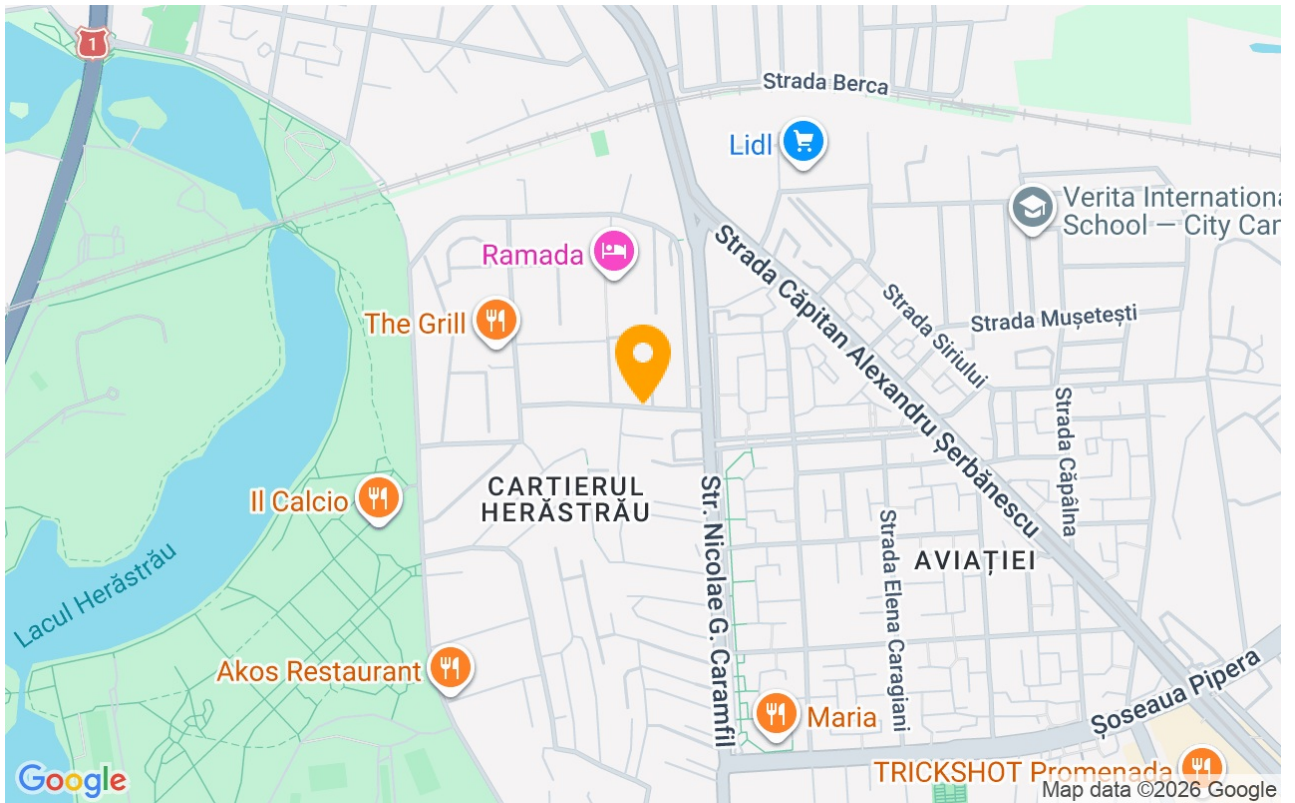 1
Strada Berca
Lidl
Verita Internationa
School — City Car
Ramada
Strada Căpitan Alexandru Șerbănescu
Strada Siriului
Strada Mușetești
The Grill
Strada Căpâlna
CARTIERUL
HERĂSTRĂU
Il Calcio
Str. Nicolae G. Caramfil
Strada Elena Caragiani
AVIAȚIEI
Lacul Herăstrău
Akos Restaurant
Șoseaua Pipera
Maria
TRICKSHOT Promenada
Google
Map data ©2026 Google